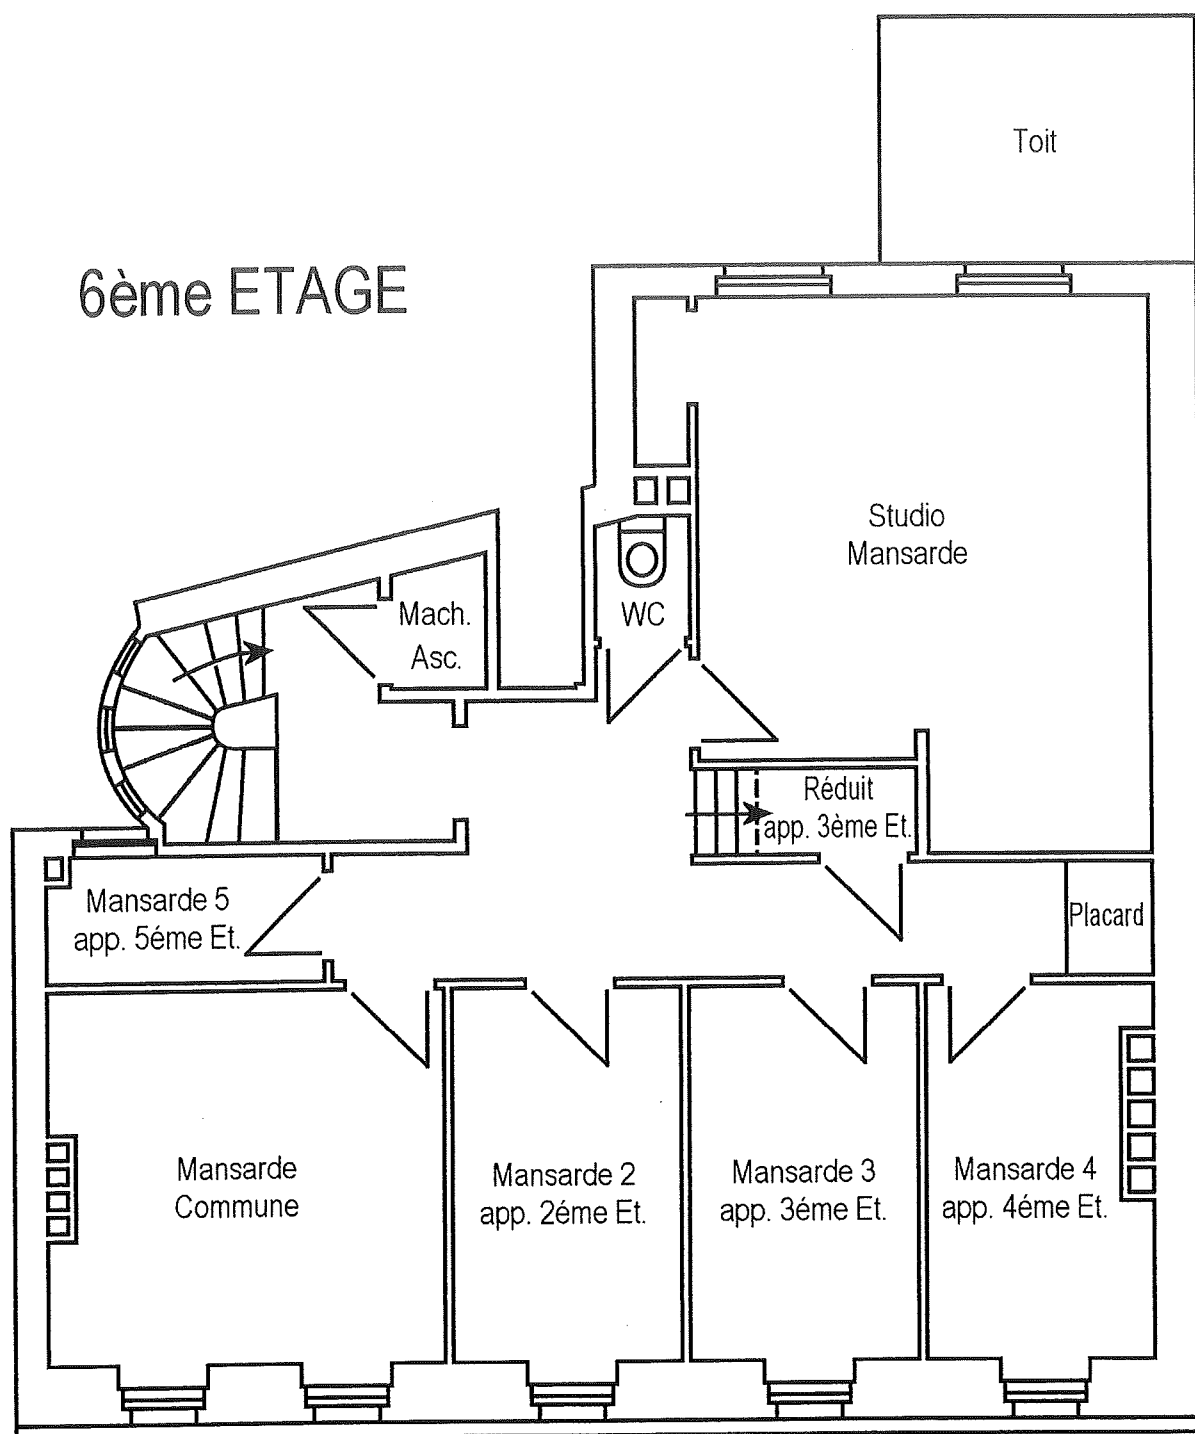 Toit
6ème ETAGE
Studio
Mansarde
Mach.
Asc.
WC
Réduit
app. 3ème Et.
Mansarde 5
app. 5éme Et.
Placard
Mansarde
Commune
Mansarde 2
app. 2éme Et.
Mansarde 3
app. 3éme Et.
Mansarde 4
app. 4éme Et.